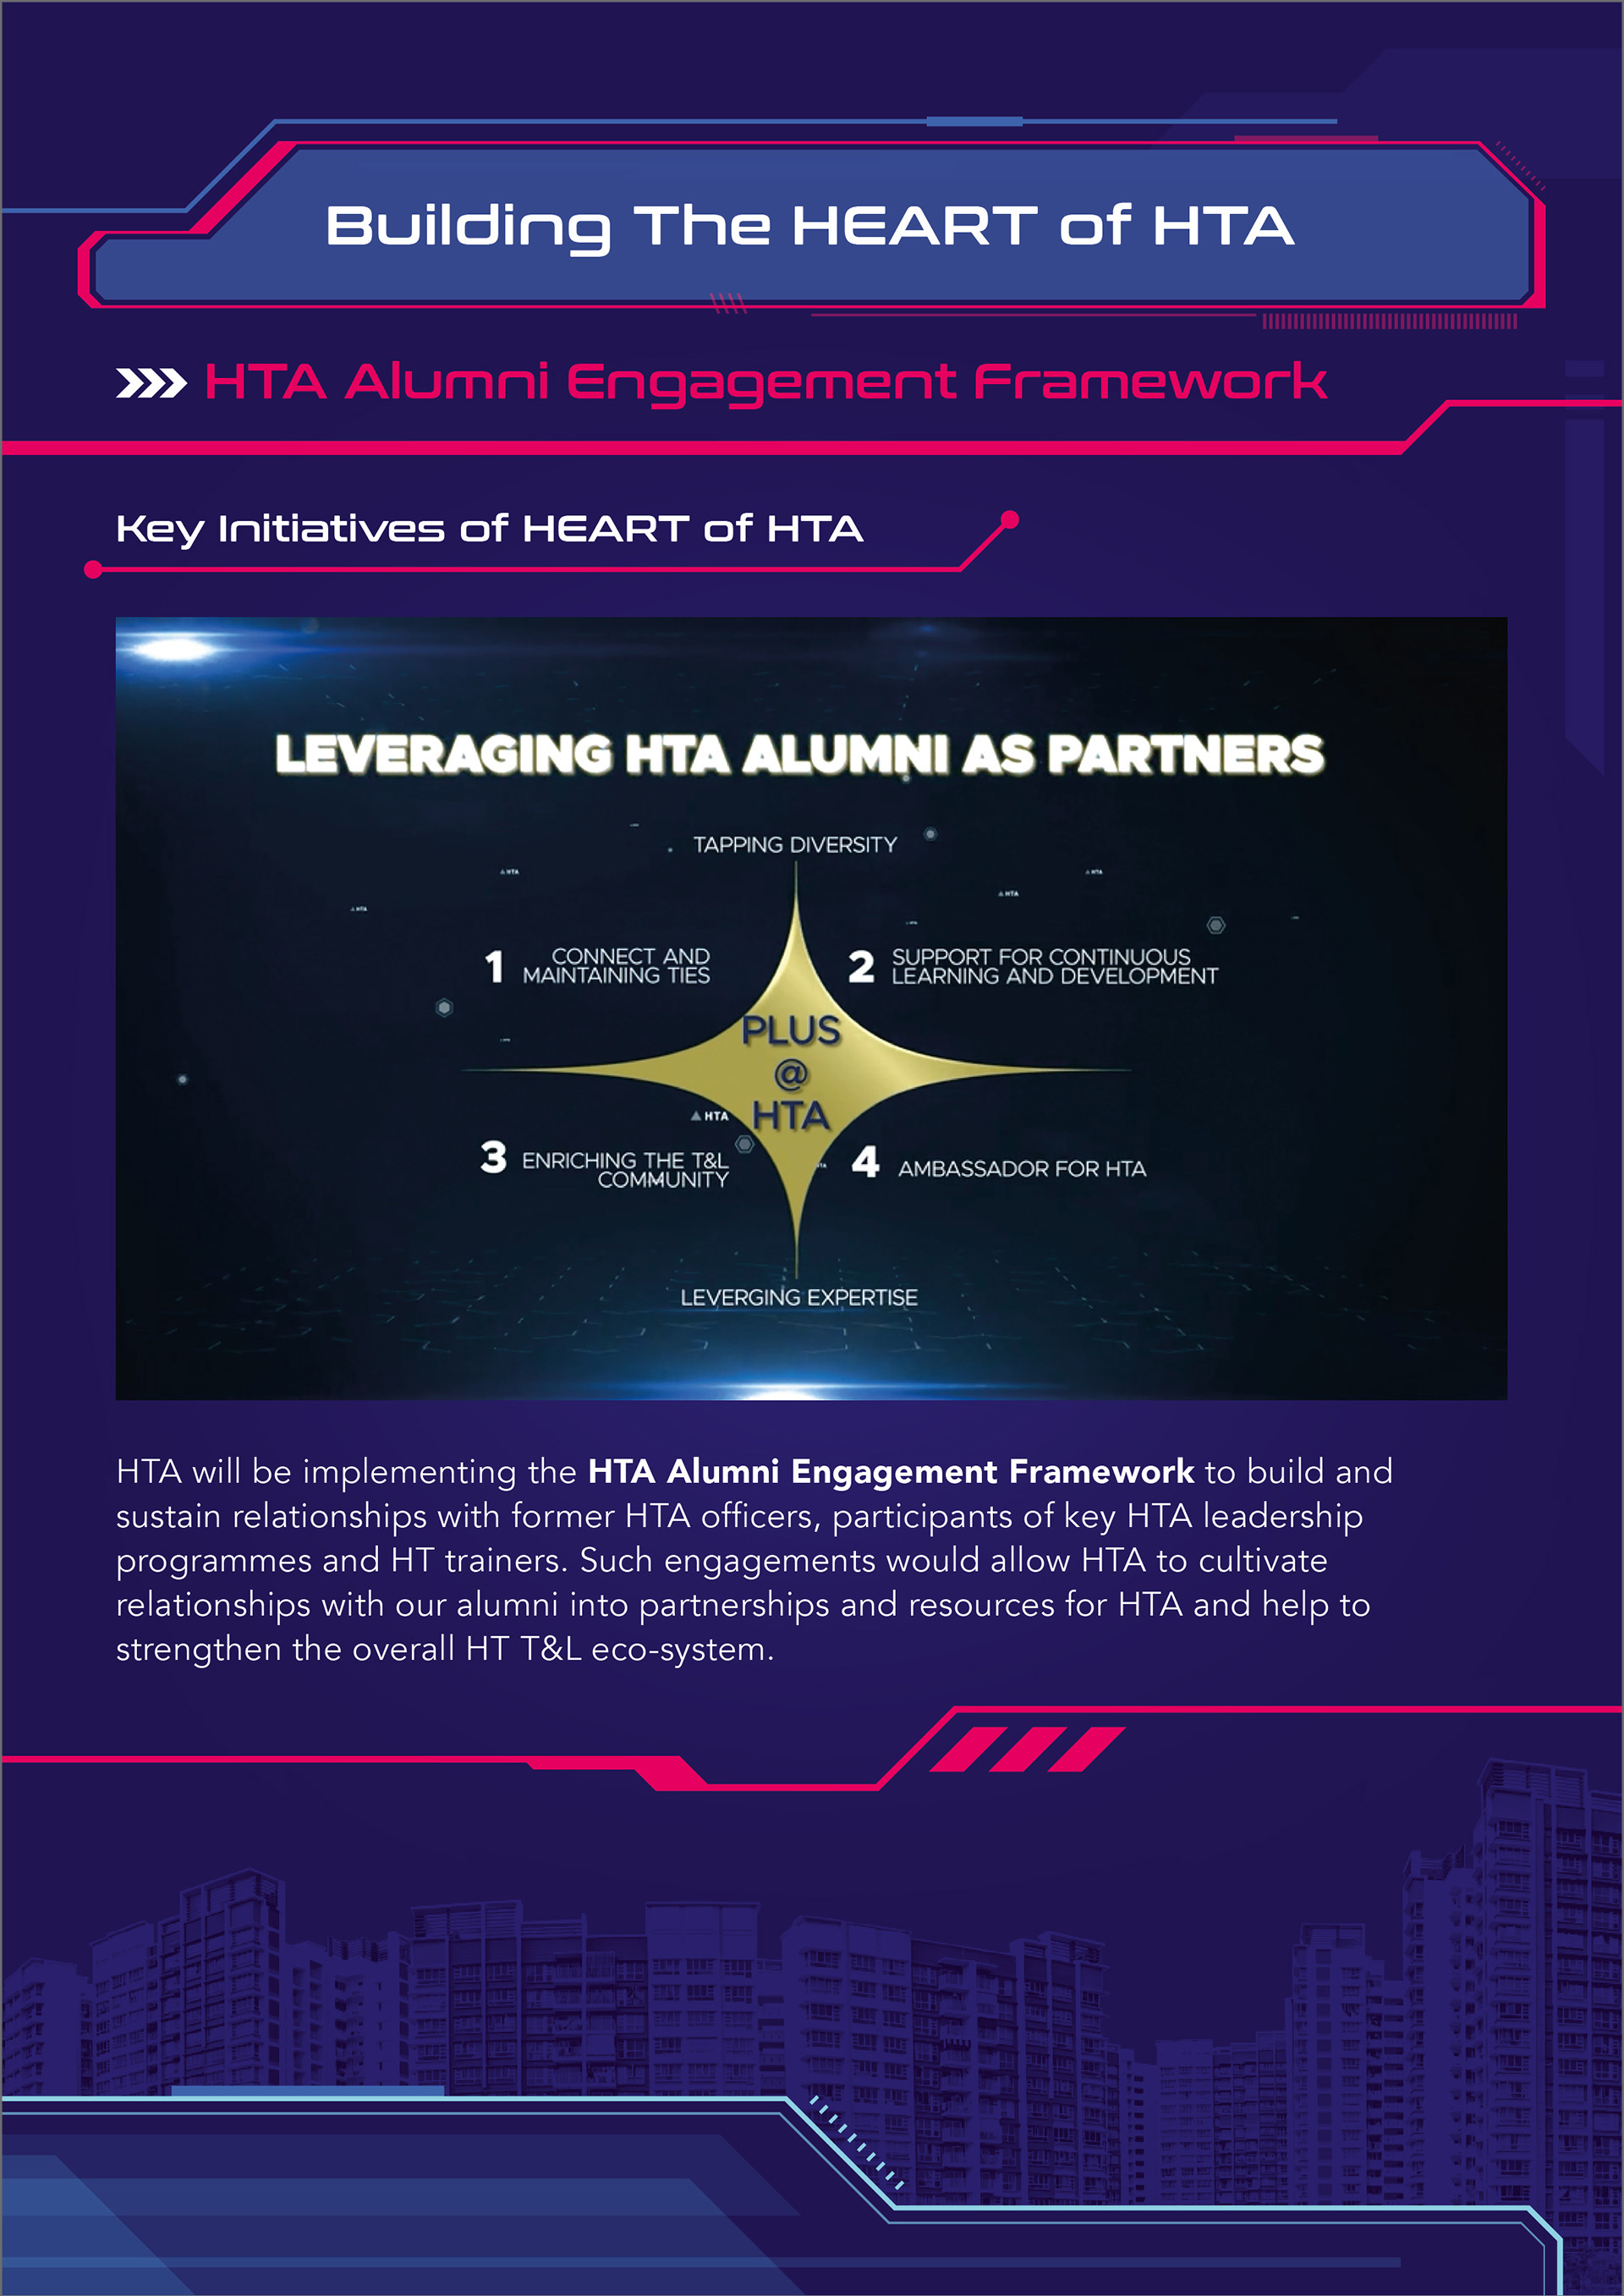 Building The HEART of HTA
HTA Alumni Engagement Framework
Key Initiatives of HEART of HTA
LEVERAGING HTA ALUMNI AS PARTNERS
TAPPING DIVERSITY
HTA
HTA
HTA
HTA
1 CONNECT AND
MAINTAINING TIES
2 SUPPORT FOR CONTINUOUS
LEARNING AND DEVELOPMENT
PLUS
@
HTA
HTA
3 ENRICHING THE T&L
COMMUNITY
4 AMBASSADOR FOR HTA
LEVERGING EXPERTISE
HTA will be implementing the HTA Alumni Engagement Framework to build and
sustain relationships with former HTA officers, participants of key HTA leadership
programmes and HT trainers. Such engagements would allow HTA to cultivate
relationships with our alumni into partnerships and resources for HTA and help to
strengthen the overall HT T&L eco-system.